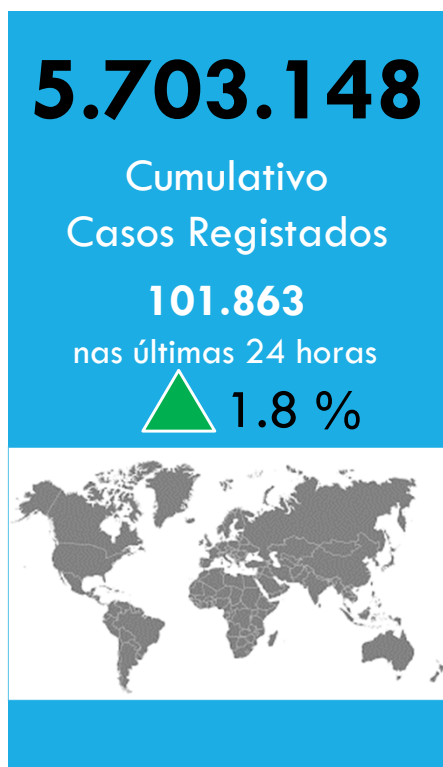 5.703.148
Cumulativo
Casos Registados
101.863
nas últimas 24 horas
1.8 %